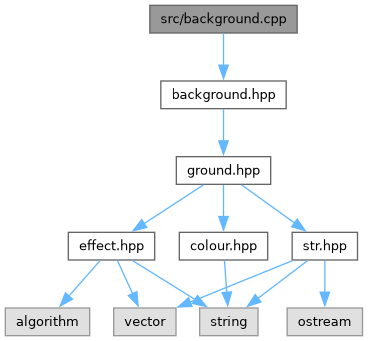 src/background.cpp
background.hpp
ground.hpp
effect.hpp
colour.hpp
str.hpp
algorithm
vector
string
ostream